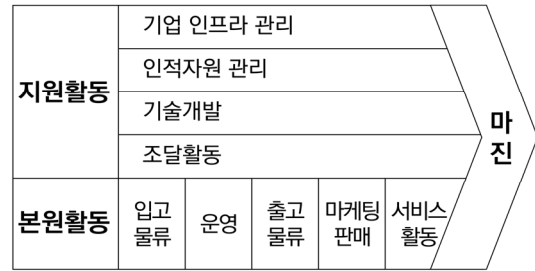 기업 인프라 관리
인적자원 관리
지원활동
기술개발
조달활동
마
진
본원활동
입고
물류
운영
출고
물류
마케팅
판매
서비스
활동